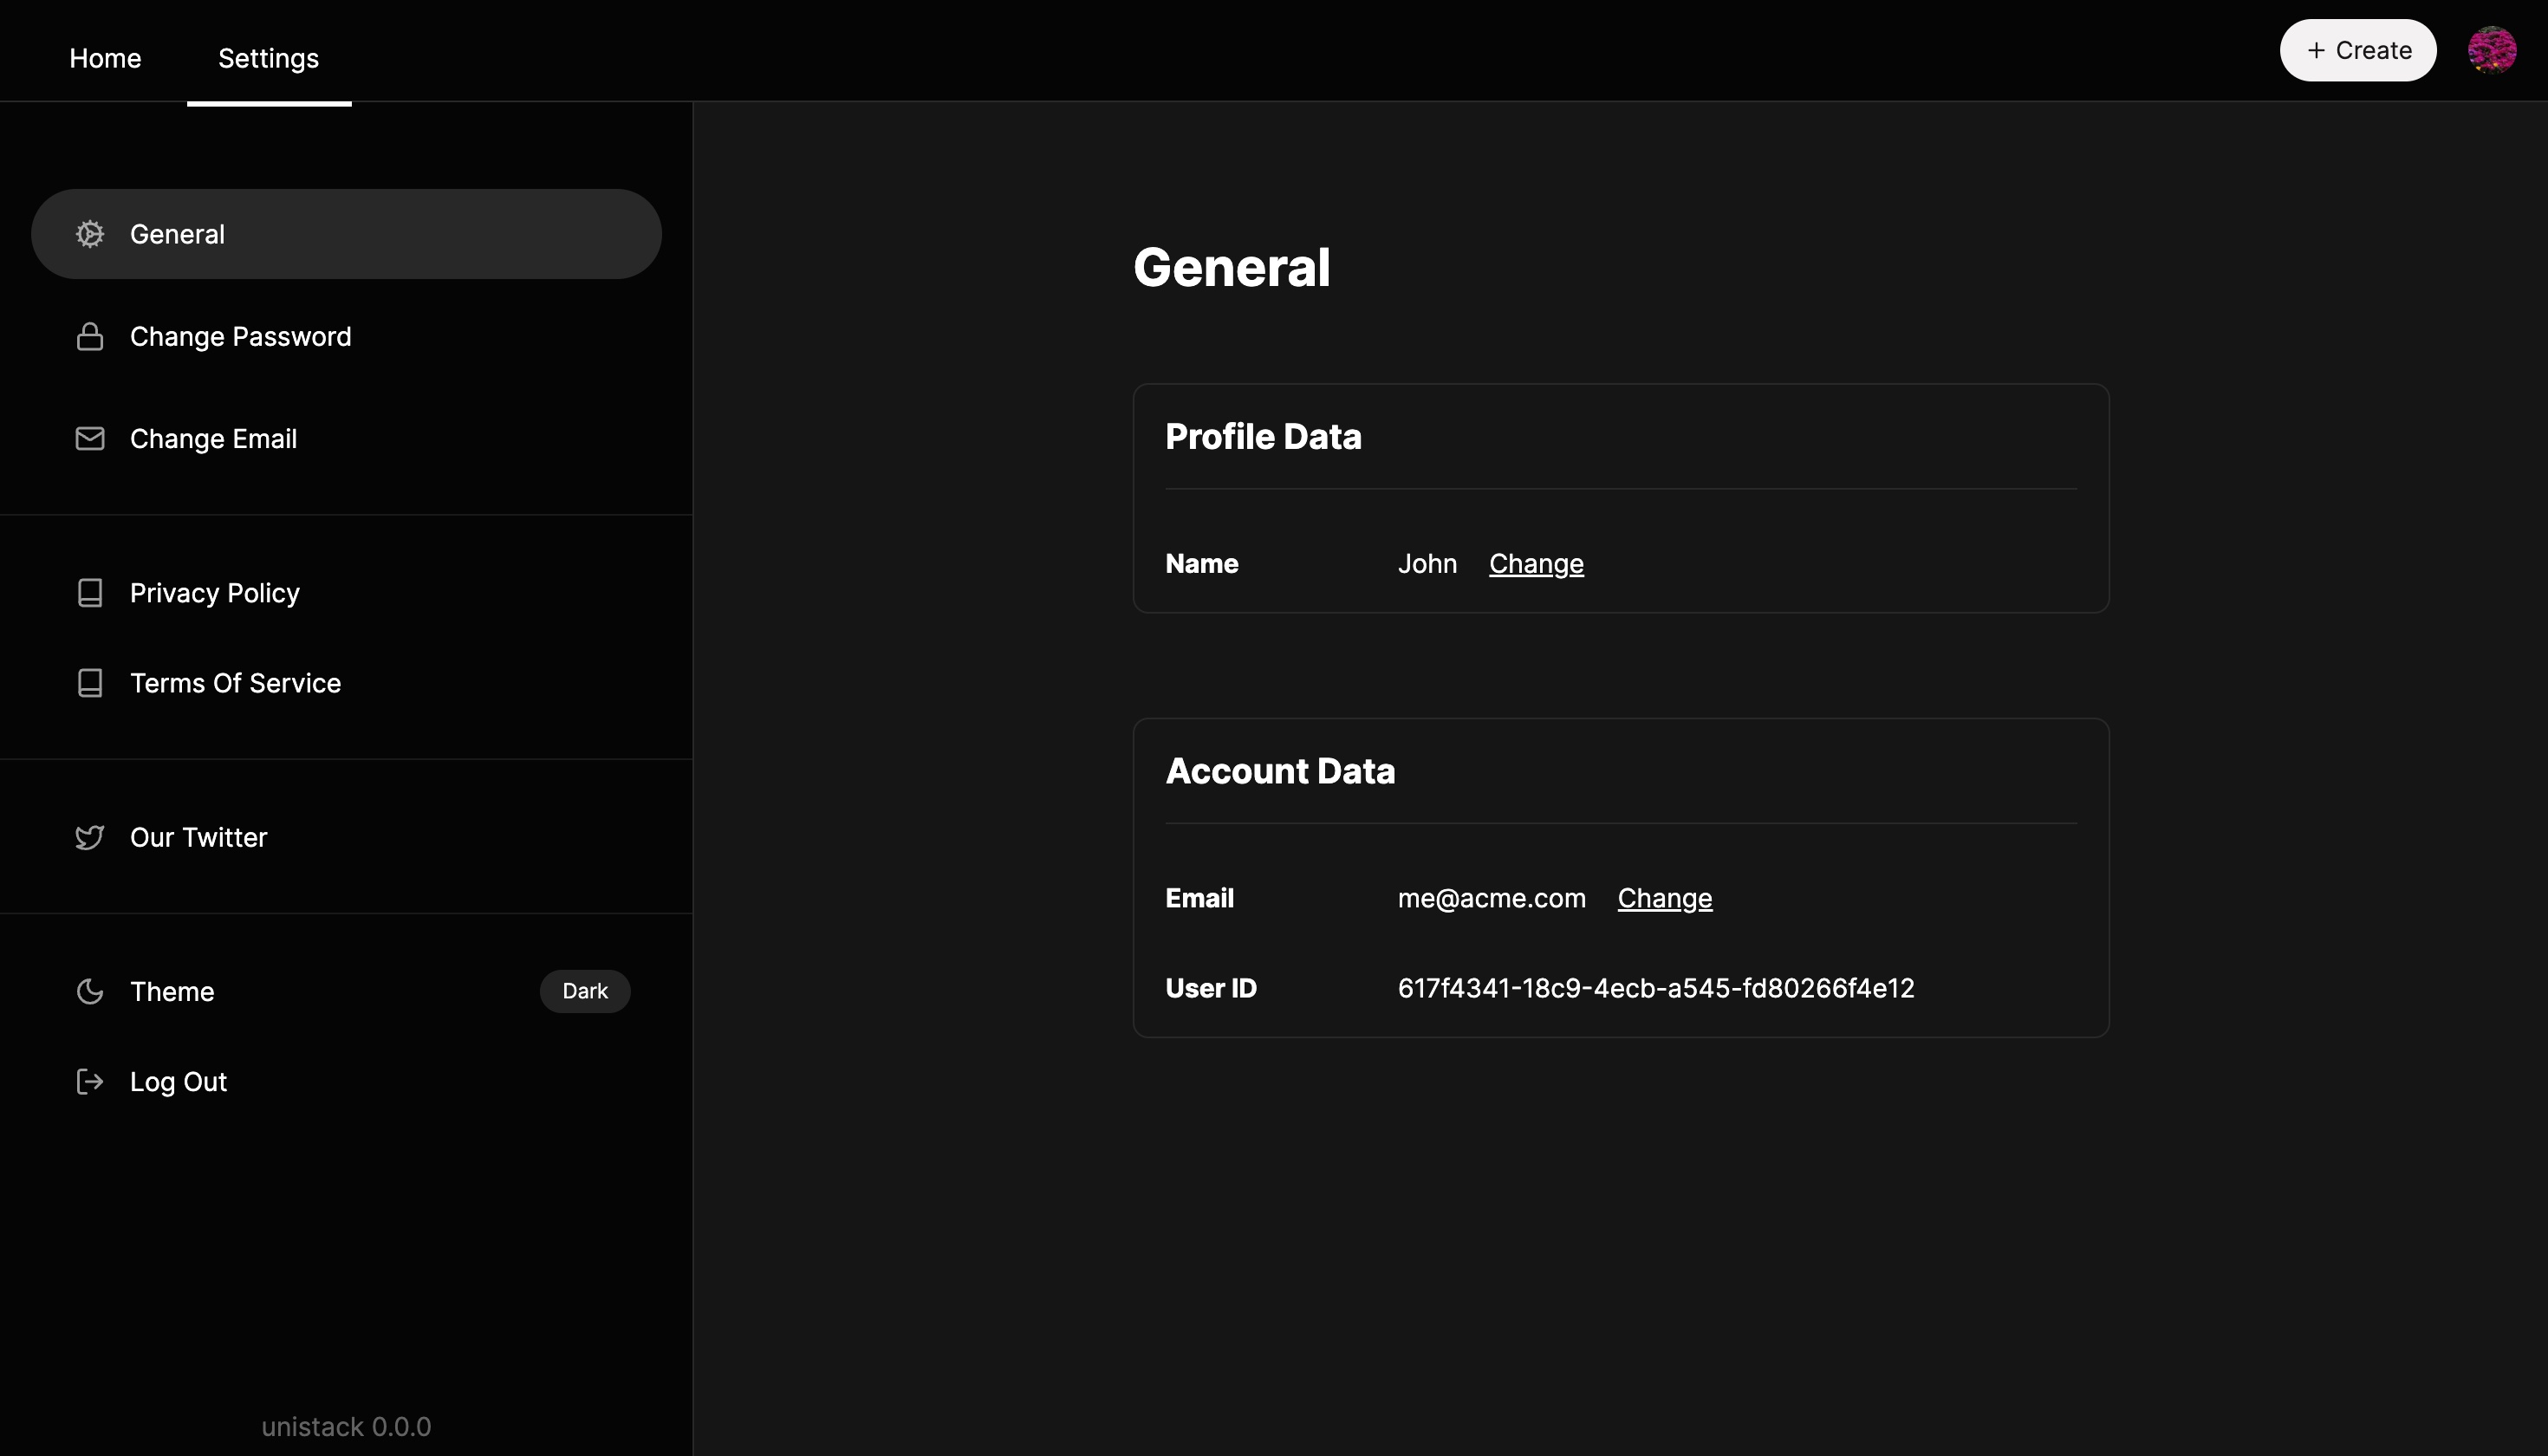 Home
Settings
+ Create
General
Change Password
Change Email
Privacy Policy
Terms Of Service
Our Twitter
Theme
Dark
Log Out
unistack 0.0.0
General
Profile Data
Name John Change
Account Data
Email me@acme.com Change
User ID 617f4341-18c9-4ecb-a545-fd80266f4e12